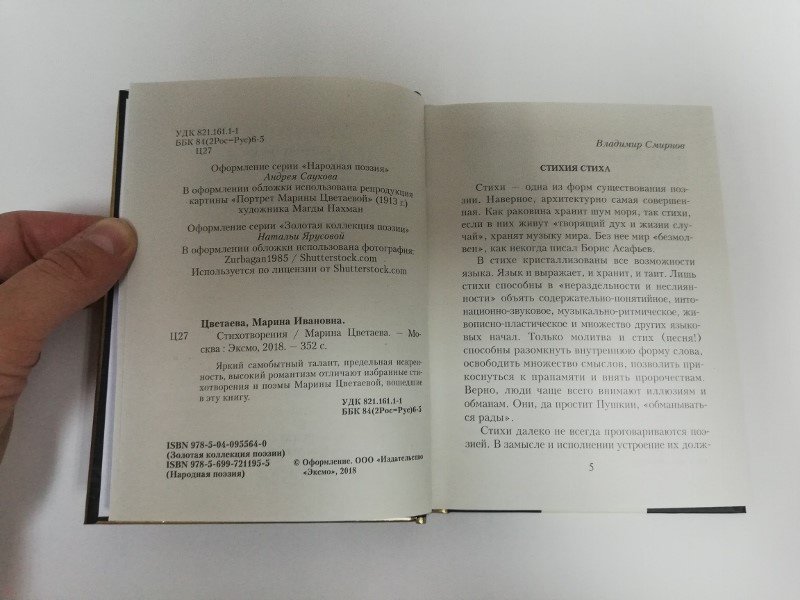 УДК 821.161.1-1
ББК 84(2Рос=Рус)6-5
Ц27
Оформление серии «Народная поэзия»
Андрея Саукова
В оформлении обложки использована репродукция
картины «Портрет Марины Цветаевой» (1913 г.)
художника Магды Нахман
Оформление серии «Золотая коллекция поэзии»
Натальи Ярусовой
В оформлении обложки использована фотография:
Zurbagan1985 / Shutterstock.com
Используется по лицензии от Shutterstock.com
Цветаева, Марина Ивановна.
Ц27 Стихотворения / Марина Цветаева. — Мо-
сква : Эксмо, 2018. — 352 с.
Яркий самобытный талант, предельная искрен-
ность, высокий романтизм отличают избранные сти-
хотворения и поэмы Марины Цветаевой, вошедшие
в эту книгу.
УДК 821.161.1-1
ББК 84(2Рос=Рус)6-5
ISBN 978-5-04-095564-0
(Золотая коллекция поэзии)
ISBN 978-5-699-721195-5
(Народная поэзия)
© Оформление. ООО «Издательство
«Эксмо», 2018
Владимир Смирнов
СТИХИЯ СТИХА
Стихи — одна из форм существования поэ-
зии. Наверное, архитектурно самая совершен-
ная. Как раковина хранит шум моря, так стихи,
если в них живут «творящий дух и жизни слу-
чай», хранят музыку мира. Без нее мир «безмол-
вен», как некогда писал Борис Асафьев.
В стихе кристаллизованы все возможности
языка. Язык и выражает, и хранит, и таит. Лишь
стихи способны в «нераздельности и неслиян-
ности» объять содержательно-понятийное, инто-
национно-звуковое, музыкально-ритмическое, жи-
вописно-пластическое и множество других языко-
вых начал. Только молитва и стих (песня!)
способны разомкнуть внутреннюю форму слова,
освободить множество смыслов, позволить при-
коснуться к прапамяти и внять пророчествам.
Верно, люди чаще всего внимают иллюзиям и
обманам. Они, да простит Пушкин, «обманывать-
ся рады».
Стихи далеко не всегда проговариваются поэ-
зией. В замысле и исполнении устроение их долж-
5